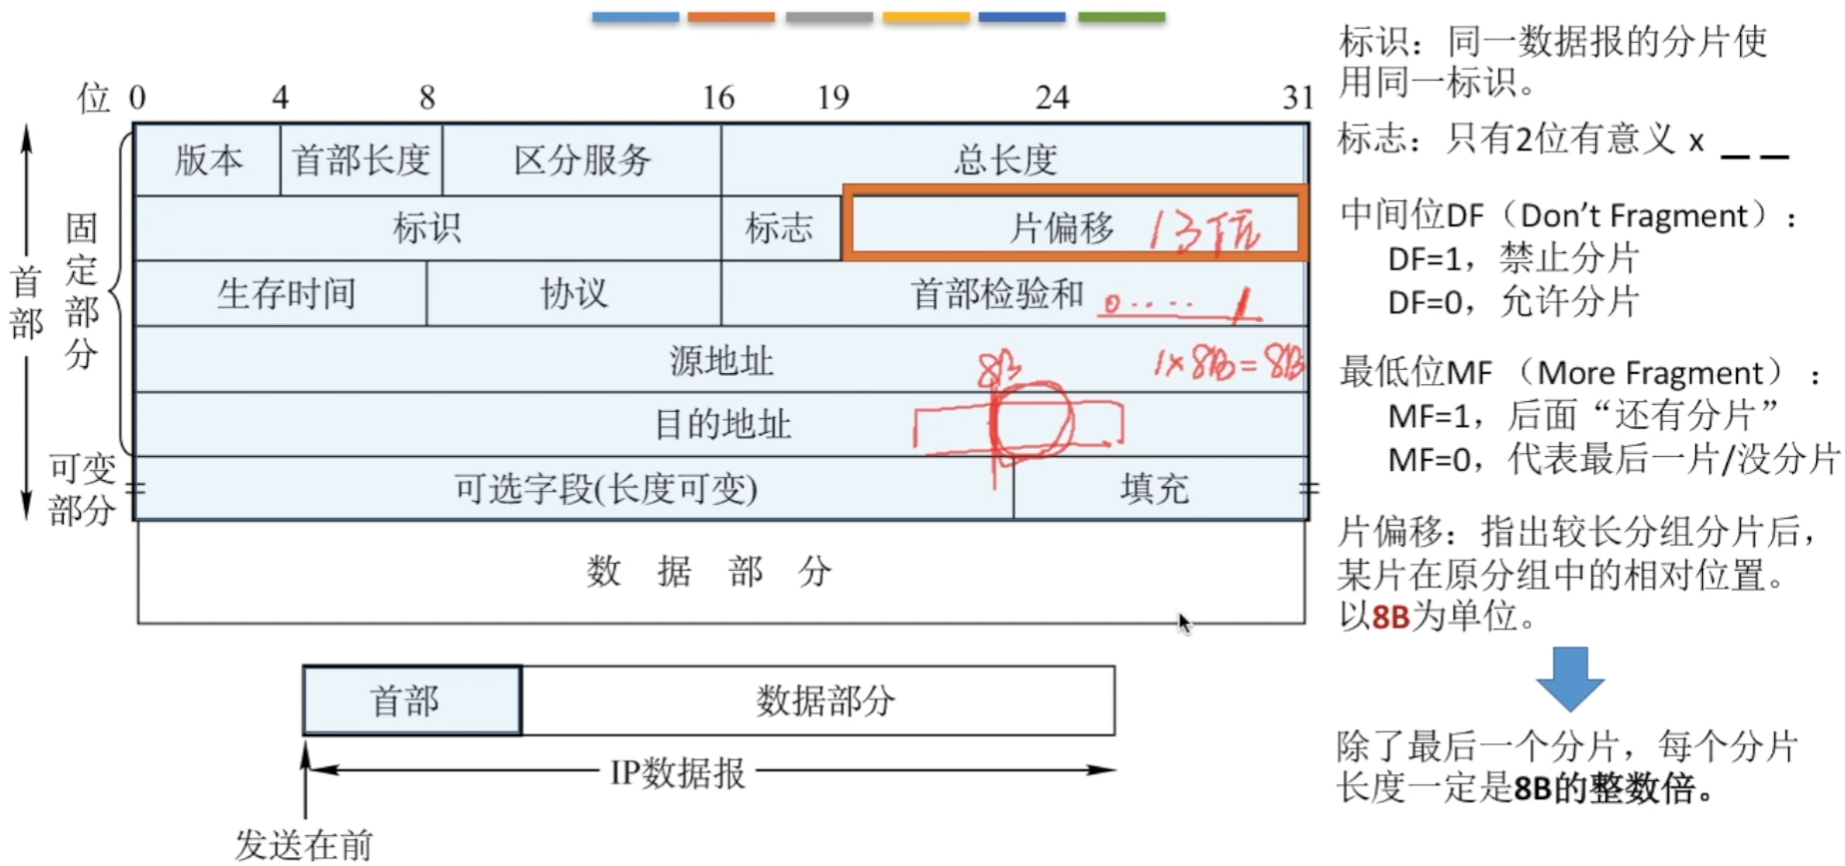 位 0 4 8 16 19 24 31
版本 首部长度 区分服务 总长度
标识 标志 片偏移 13位
生存时间 协议 首部检验和 0····1
源地址 8B 1×8B=8B
目的地址
可选字段(长度可变) 填充
首部
固定部分
可变
部分
数据部分
首部 数据部分
IP数据报
发送在前
标识：同一数据报的分片使
用同一标识。
标志：只有2位有意义 x _ _
中间位DF（Don't Fragment）：
DF=1，禁止分片
DF=0，允许分片
最低位MF （More Fragment）：
MF=1，后面“还有分片”
MF=0，代表最后一片/没分片
片偏移：指出较长分组分片后，
某片在原分组中的相对位置。
以8B为单位。
除了最后一个分片，每个分片
长度一定是8B的整数倍。